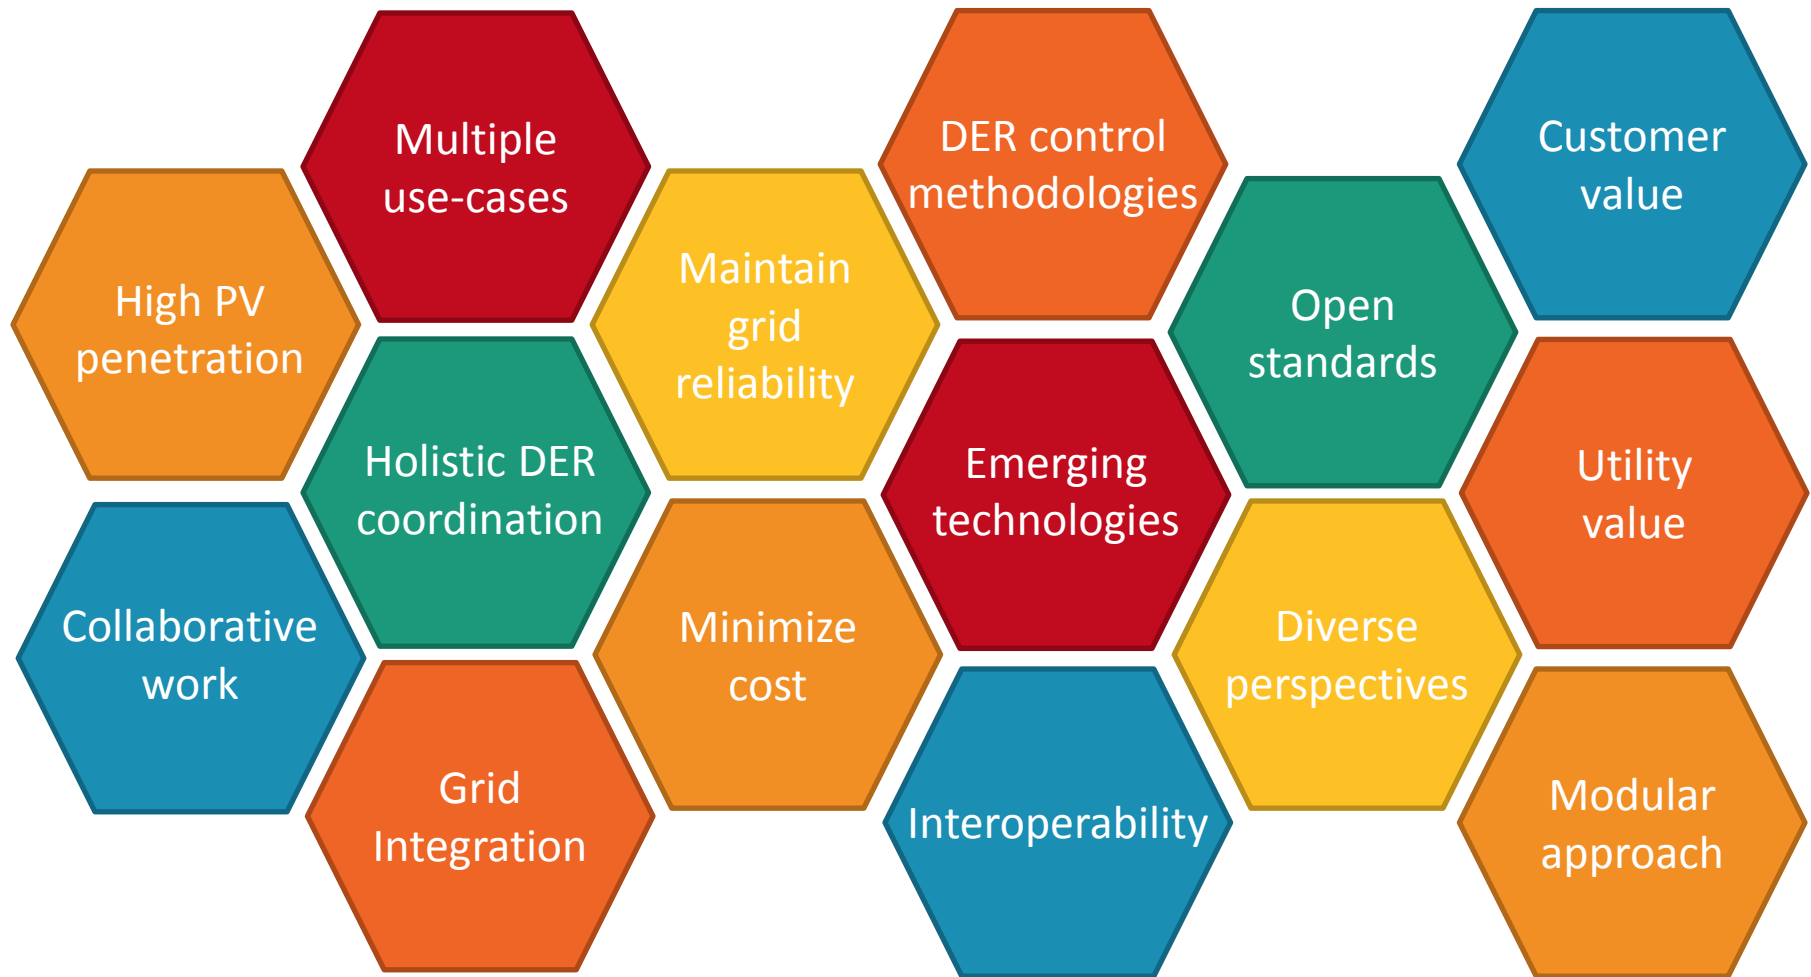 Multiple
use-cases
DER control
methodologies
Customer
value
High PV
penetration
Maintain
grid
reliability
Open
standards
Holistic DER
coordination
Emerging
technologies
Utility
value
Collaborative
work
Minimize
cost
Diverse
perspectives
Grid
Integration
Interoperability
Modular
approach